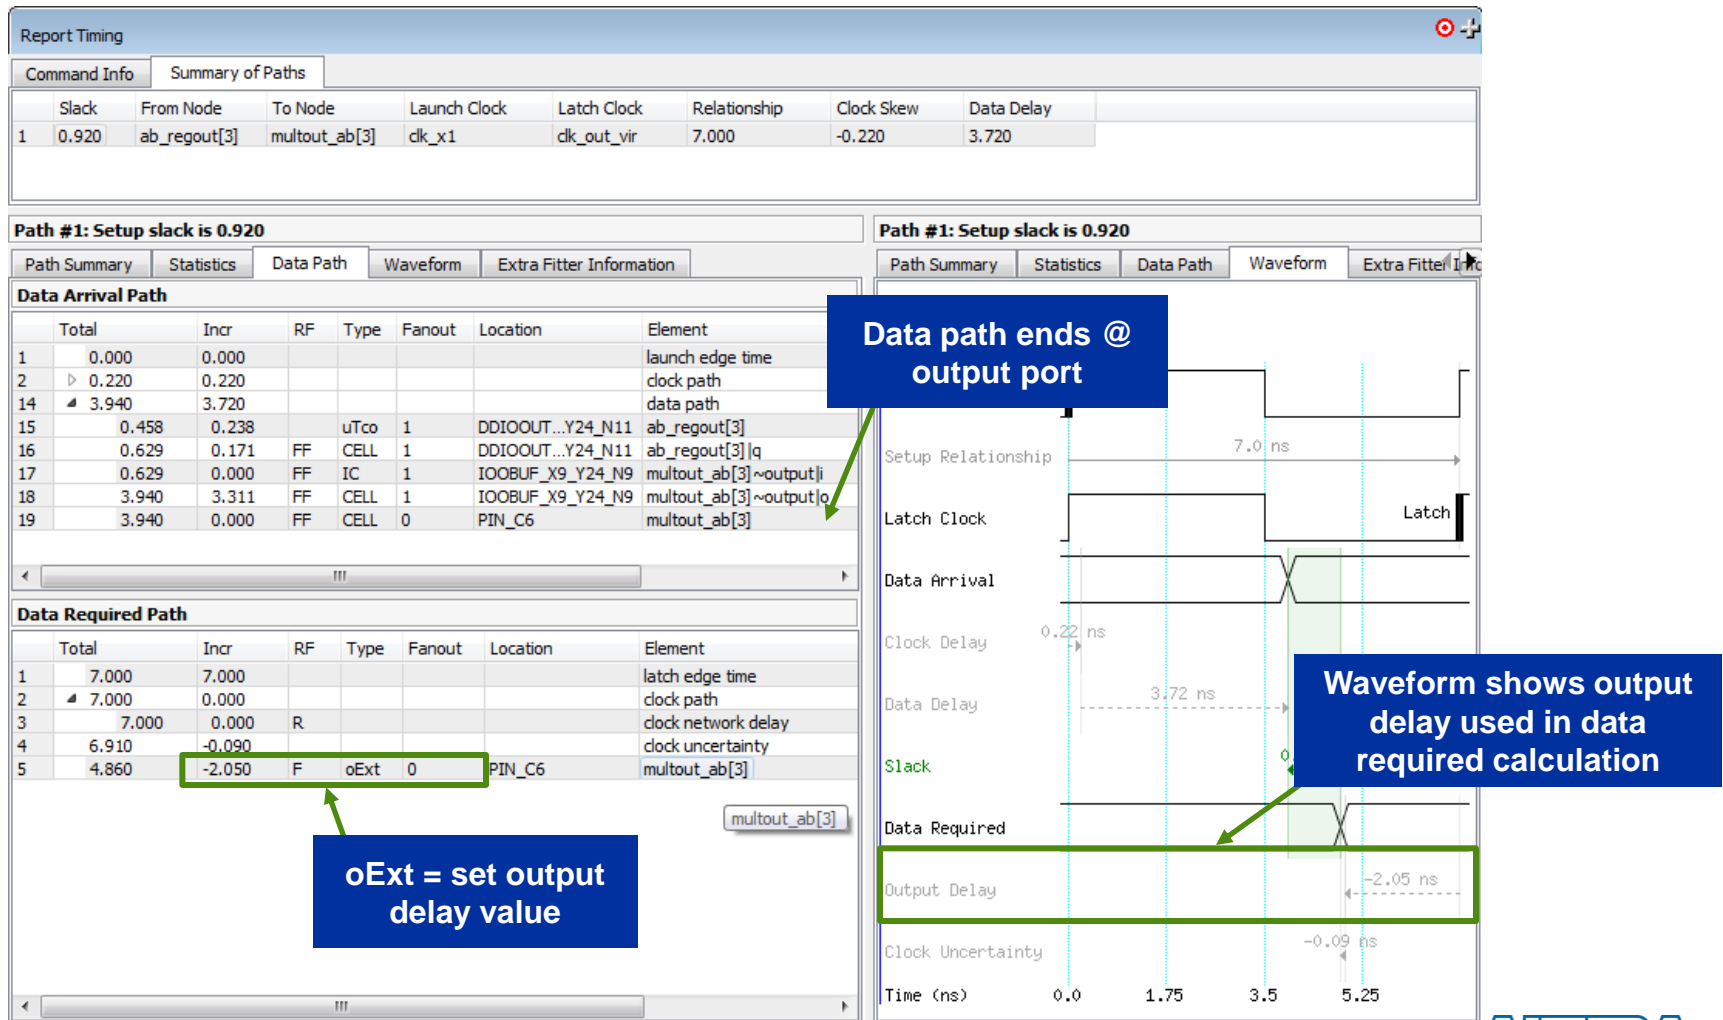 Report Timing
Command Info Summary of Paths
Slack From Node To Node Launch Clock Latch Clock Relationship Clock Skew Data Delay
1 0.920 ab_regout[3] multout_ab[3] clk_x1 clk_out_vir 7.000 -0.220 3.720
Path #1: Setup slack is 0.920
Path Summary Statistics Data Path Waveform Extra Fitter Information
Data Arrival Path
Total Incr RF Type Fanout Location Element
1 0.000 0.000 launch edge time
2 0.220 0.220 clock path
14 3.940 3.720 data path
15 0.458 0.238 uTco 1 DDIOOUT...Y24_N11 ab_regout[3]
16 0.629 0.171 FF CELL 1 DDIOOUT...Y24_N11 ab_regout[3]|q
17 0.629 0.000 FF IC 1 IOOBUF_X9_Y24_N9 multout_ab[3]~output|i
18 3.940 3.311 FF CELL 1 IOOBUF_X9_Y24_N9 multout_ab[3]~output|o
19 3.940 0.000 FF CELL 0 PIN_C6 multout_ab[3]
Data Required Path
Total Incr RF Type Fanout Location Element
1 7.000 7.000 latch edge time
2 7.000 0.000 clock path
3 7.000 0.000 R clock network delay
4 6.910 -0.090 clock uncertainty
5 4.860 -2.050 F oExt 0 PIN_C6 multout_ab[3]
multout_ab[3]
oExt = set output
delay value
Data path ends @
output port
Path #1: Setup slack is 0.920
Path Summary Statistics Data Path Waveform Extra Fitter
Setup Relationship 7.0 ns
Latch Clock Latch
Data Arrival
Clock Delay 0.22 ns
Data Delay 3.72 ns
Slack
Waveform shows output
delay used in data
required calculation
Data Required
Output Delay -2.05 ns
Clock Uncertainty -0.09 ns
Time (ns) 0.0 1.75 3.5 5.25